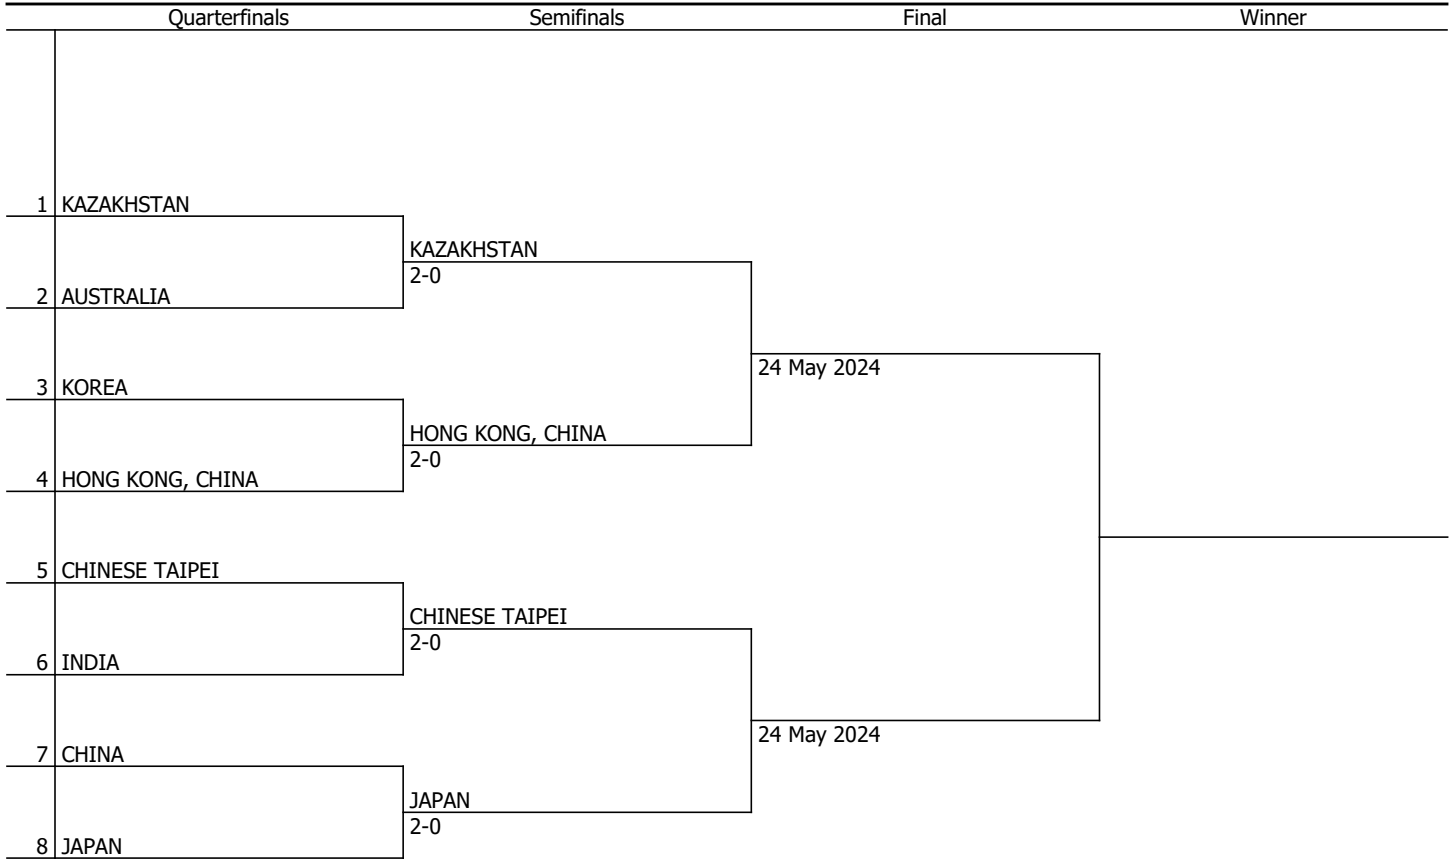 Quarterfinals Semifinals Final Winner
1 KAZAKHSTAN
KAZAKHSTAN
2-0
2 AUSTRALIA
24 May 2024
3 KOREA
HONG KONG, CHINA
2-0
4 HONG KONG, CHINA
5 CHINESE TAIPEI
CHINESE TAIPEI
2-0
6 INDIA
24 May 2024
7 CHINA
JAPAN
2-0
8 JAPAN